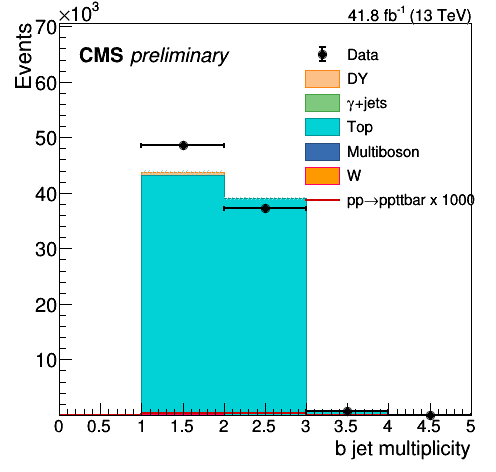 ×10³
41.8 fb⁻¹ (13 TeV)
Events
CMS preliminary
Data
DY
γ+jets
Top
Multiboson
W
pp→ppttbar x 1000
70
60
50
40
30
20
10
0 0.5 1 1.5 2 2.5 3 3.5 4 4.5 5
b jet multiplicity